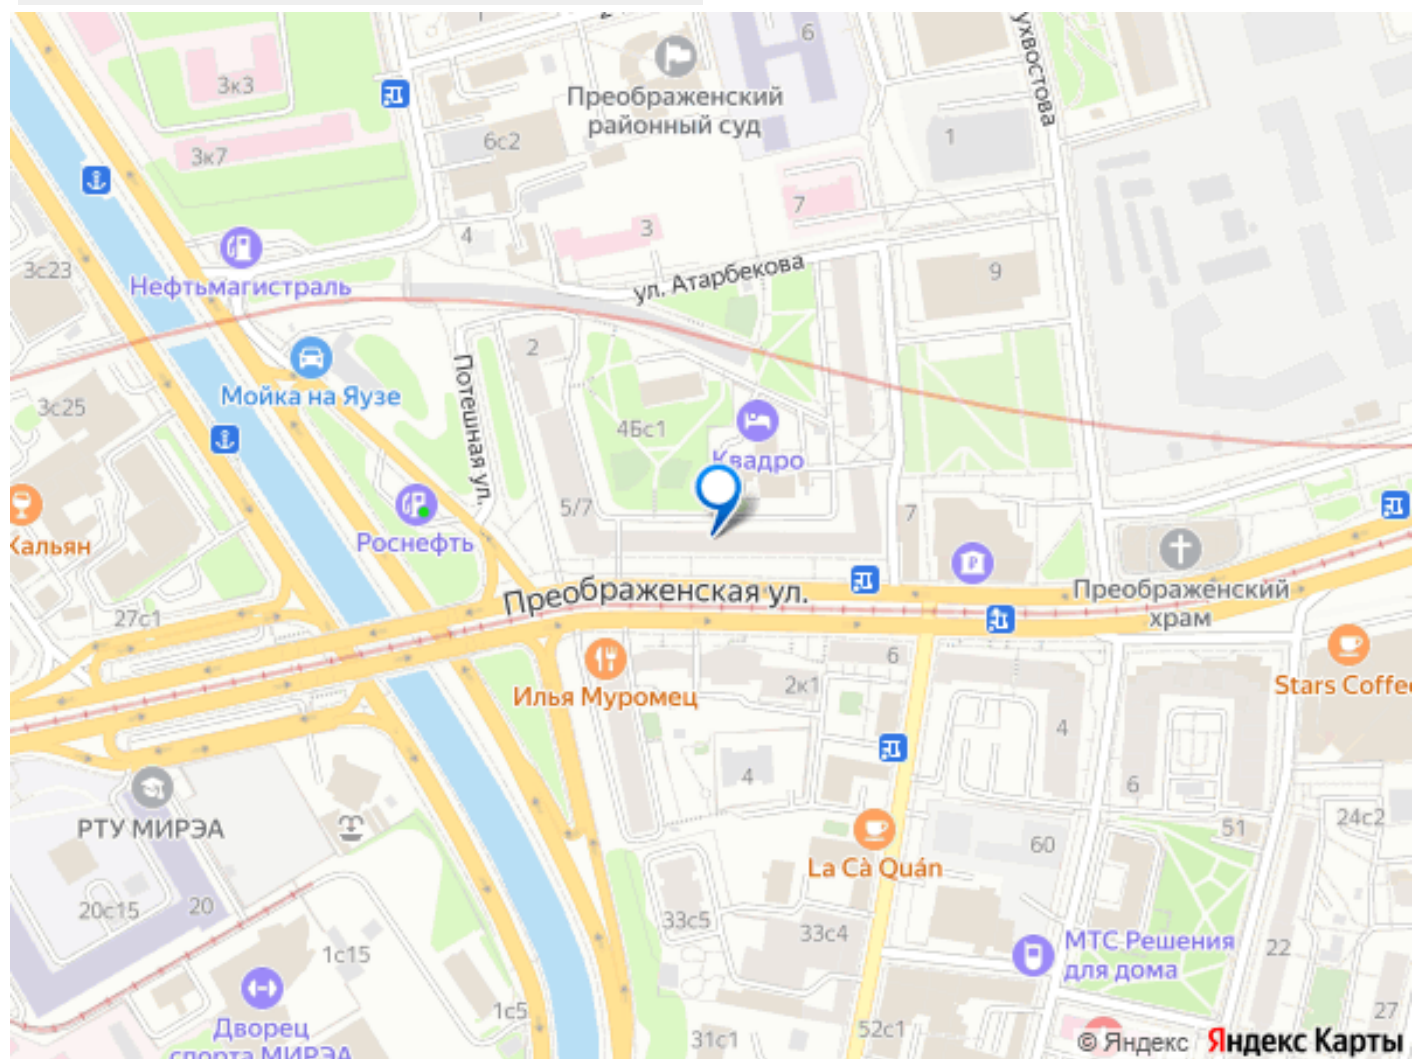 1
6
ухвостова
3к3
Преображенский
районный суд
6с2
1
3к7
7
3
4
9
3с23
ул. Атарбекова
Нефтьмагистраль
2
Потешная ул.
Мойка на Яузе
3с25
4Бс1
Квадро
5/7
7
Кальян
Роснефть
Преображенская ул.
Преображенский
храм
27с1
6
Илья Муромец
2к1
Stars Coffee
4
4
6
РТУ МИРЭА
24с2
51
60
La Cà Quán
20с15
20
33с5
33с4
МТС Решения
для дома
22
1с15
1с5
Дворец
спорта МИРЭА
31с1
52с1
27
© Яндекс Яндекс Карты